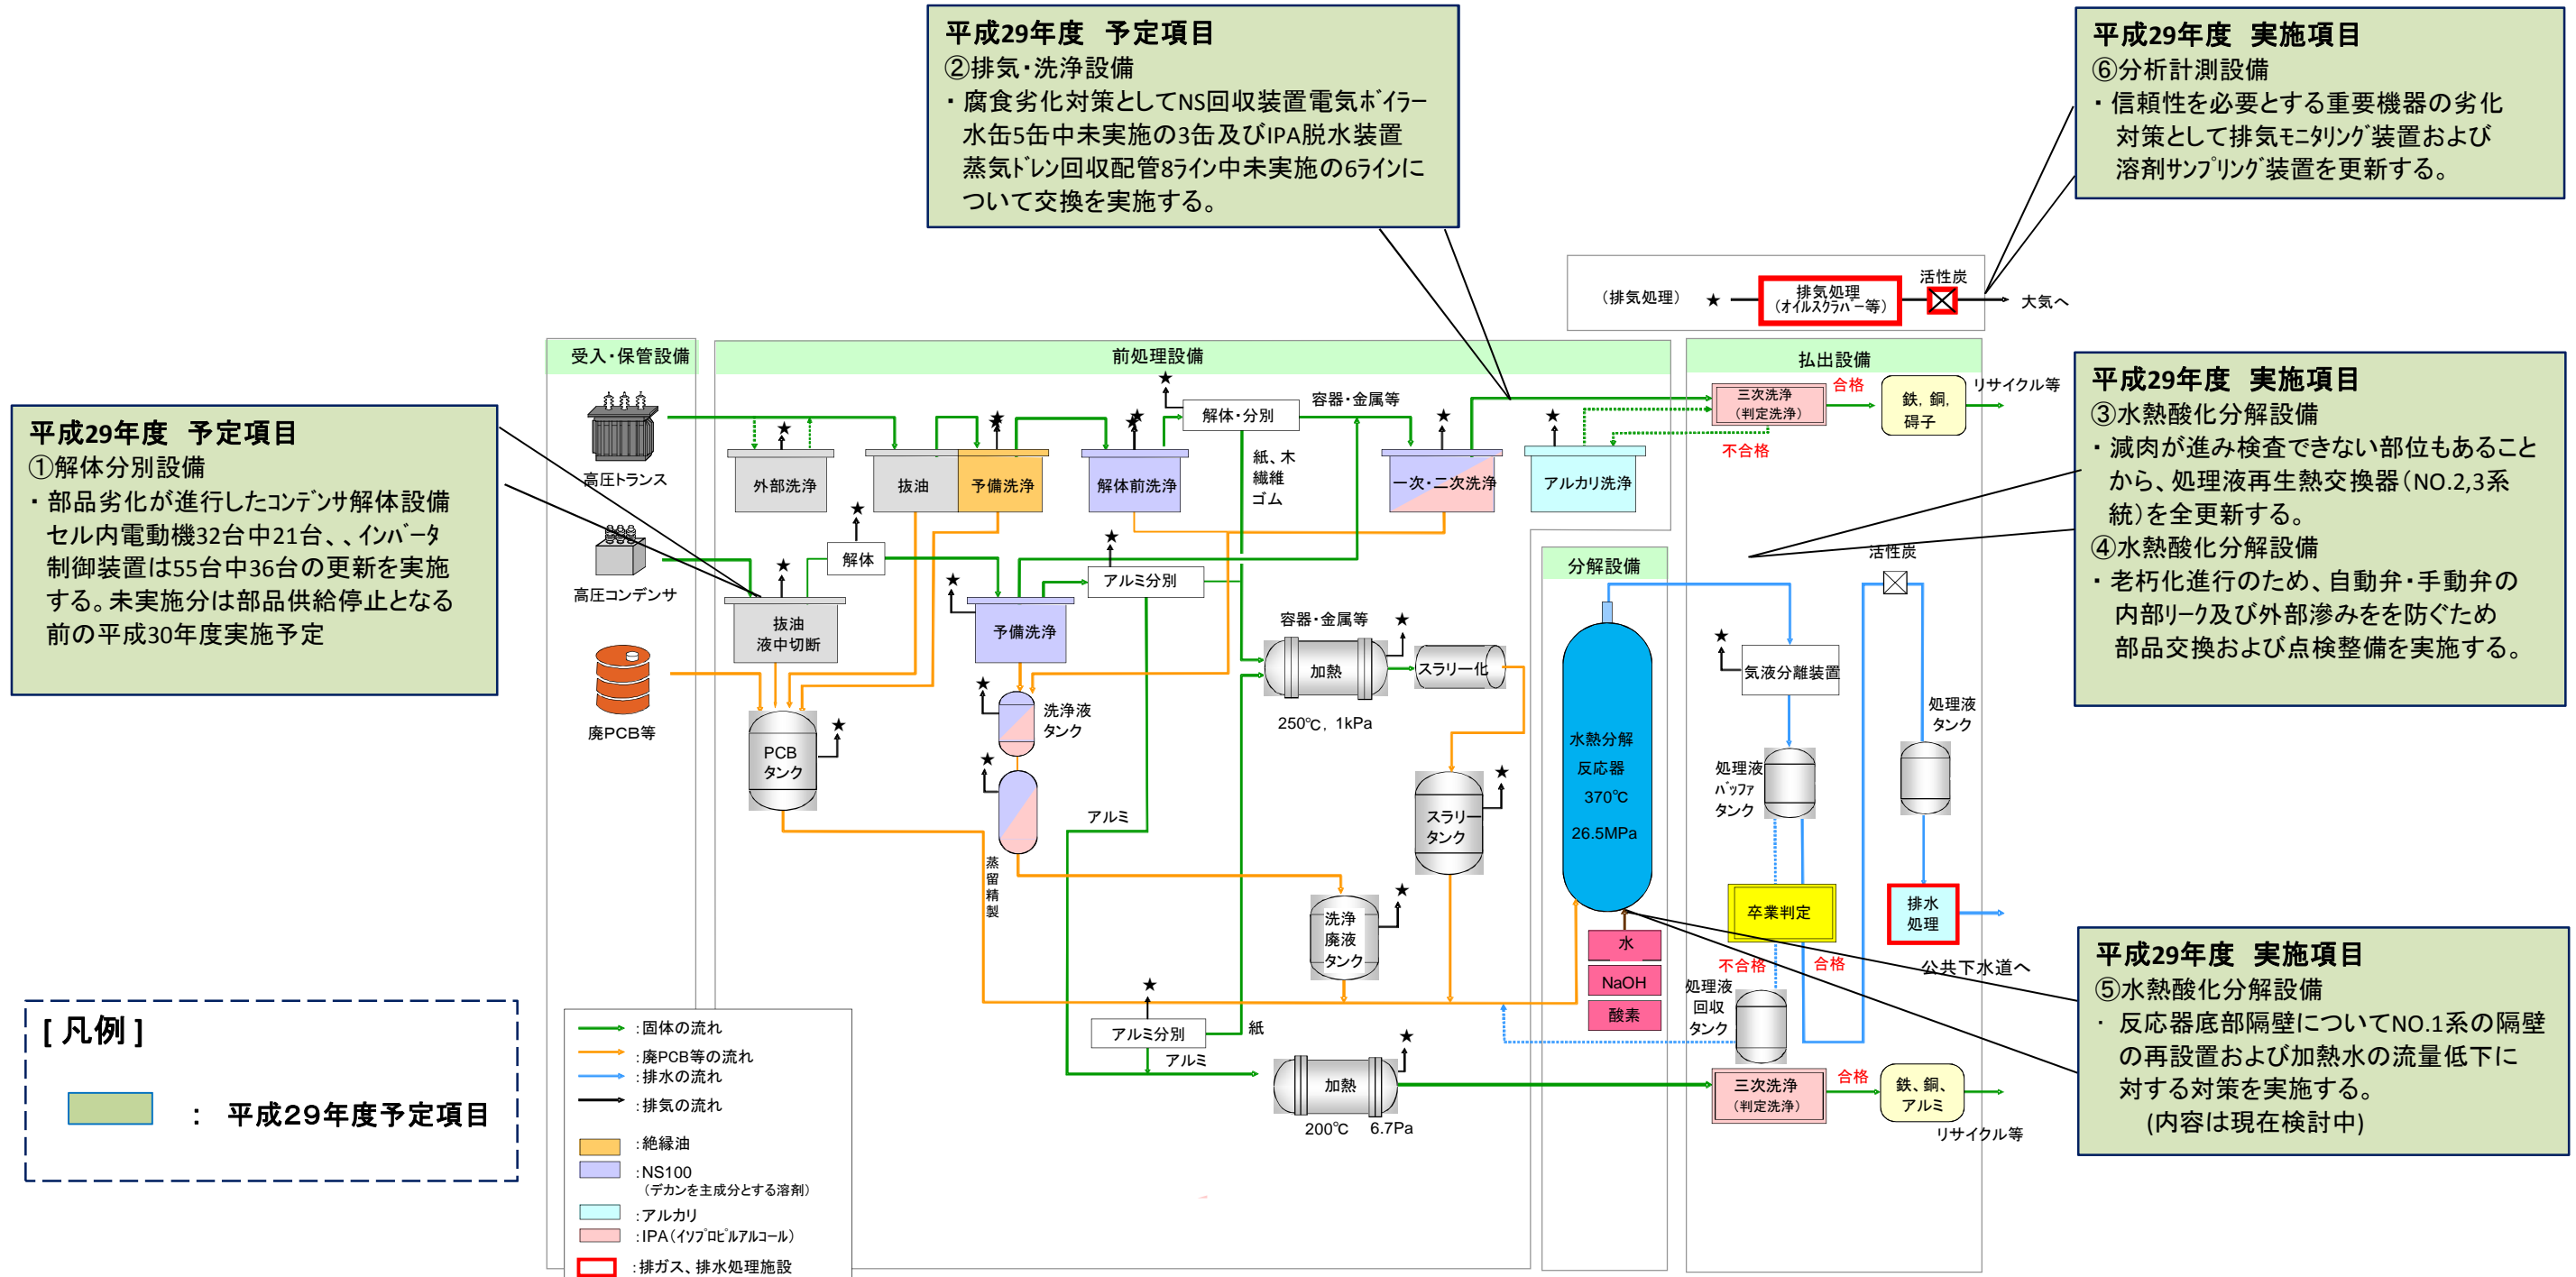 平成29年度　予定項目
②排気・洗浄設備
・腐食劣化対策としてNS回収装置電気ﾎﾞｲﾗｰ
水缶5缶中未実施の3缶及びIPA脱水装置
蒸気ﾄﾞﾚﾝ回収配管8ﾗｲﾝ中未実施の6ﾗｲﾝに
ついて交換を実施する。
平成29年度　実施項目
⑥分析計測設備
・信頼性を必要とする重要機器の劣化
対策として排気ﾓﾆﾀﾘﾝｸﾞ装置および
溶剤ｻﾝﾌﾟﾘﾝｸﾞ装置を更新する。
（排気処理）
★
排気処理
（ｵｲﾙｽｸﾗﾊﾞｰ等）
活性炭
大気へ
平成29年度　予定項目
①解体分別設備
・部品劣化が進行したｺﾝﾃﾞﾝｻ解体設備
セル内電動機32台中21台、、ｲﾝﾊﾞｰﾀ
制御装置は55台中36台の更新を実施
する。未実施分は部品供給停止となる
前の平成30年度実施予定
平成29年度　実施項目
③水熱酸化分解設備
・減肉が進み検査できない部位もあること
から、処理液再生熱交換器（NO.2,3系
統）を全更新する。
④水熱酸化分解設備
・老朽化進行のため、自動弁・手動弁の
内部ﾘｰｸ及び外部滲みをを防ぐため
部品交換および点検整備を実施する。
平成29年度　実施項目
⑤水熱酸化分解設備
・反応器底部隔壁についてNO.1系の隔壁
の再設置および加熱水の流量低下に
対する対策を実施する。
(内容は現在検討中)
受入・保管設備
高圧トランス
高圧コンデンサ
廃PCB等
前処理設備
★
外部洗浄
抜油
★
予備洗浄
★
解体前洗浄
★
解体・分別
容器・金属等
紙、木
繊維
ゴム
★
一次・二次洗浄
★
アルカリ洗浄
★
抜油
液中切断
★
解体
★
予備洗浄
★
アルミ分別
PCB
タンク
★
★
洗浄液
タンク
★
蒸
留
精
製
アルミ
容器・金属等
★
加熱
250℃, 1kPa
スラリー化
スラリー
タンク
★
洗浄
廃液
タンク
★
★
アルミ分別
紙
アルミ
加熱
★
200℃　6.7Pa
分解設備
水熱分解
反応器
370℃
26.5MPa
水
NaOH
酸素
払出設備
三次洗浄
（判定洗浄）
合格
不合格
鉄，銅，
碍子
リサイクル等
活性炭
★
気液分離装置
処理液
ﾊﾞｯﾌｧ
タンク
処理液
タンク
卒業判定
不合格
合格
排水
処理
公共下水道へ
処理液
回収
タンク
三次洗浄
（判定洗浄）
合格
鉄、銅、
アルミ
リサイクル等
[ 凡例 ]
：　平成２９年度予定項目
：固体の流れ
：廃PCB等の流れ
：排水の流れ
：排気の流れ
：絶縁油
：NS100
（デカンを主成分とする溶剤）
：アルカリ
：IPA（ｲｿﾌﾟﾛﾋﾟﾙｱﾙｺｰﾙ）
：排ガス、排水処理施設